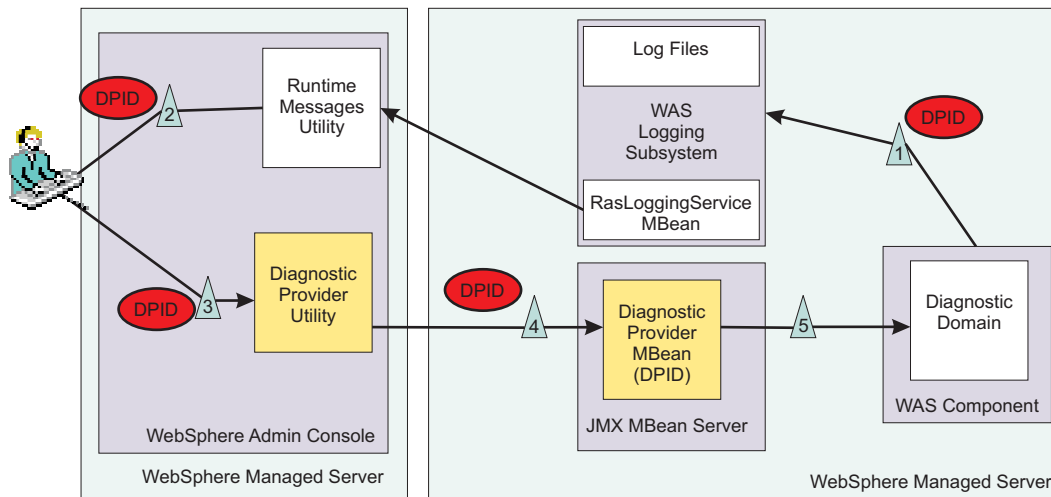 DPID
2
Runtime
Messages
Utility
DPID
3
Diagnostic
Provider
Utility
WebSphere Admin Console
WebSphere Managed Server
Log Files
WAS
Logging
Subsystem
RasLoggingService
MBean
1
DPID
DPID
4
Diagnostic
Provider
MBean
(DPID)
JMX MBean Server
5
Diagnostic
Domain
WAS Component
WebSphere Managed Server